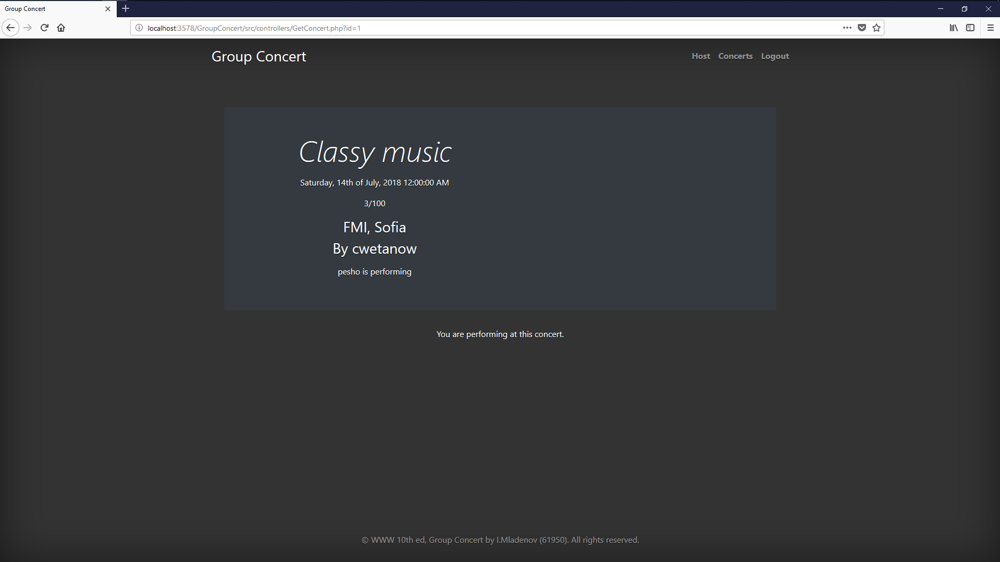 Group Concert
localhost:3578/GroupConcert/src/controllers/GetConcert.php?id=1
Group Concert
Host Concerts Logout
Classy music
Saturday, 14th of July, 2018 12:00:00 AM
3/100
FMI, Sofia
By cwetanow
pesho is performing
You are performing at this concert.
© WWW 10th ed, Group Concert by I.Mladenov (61950). All rights reserved.